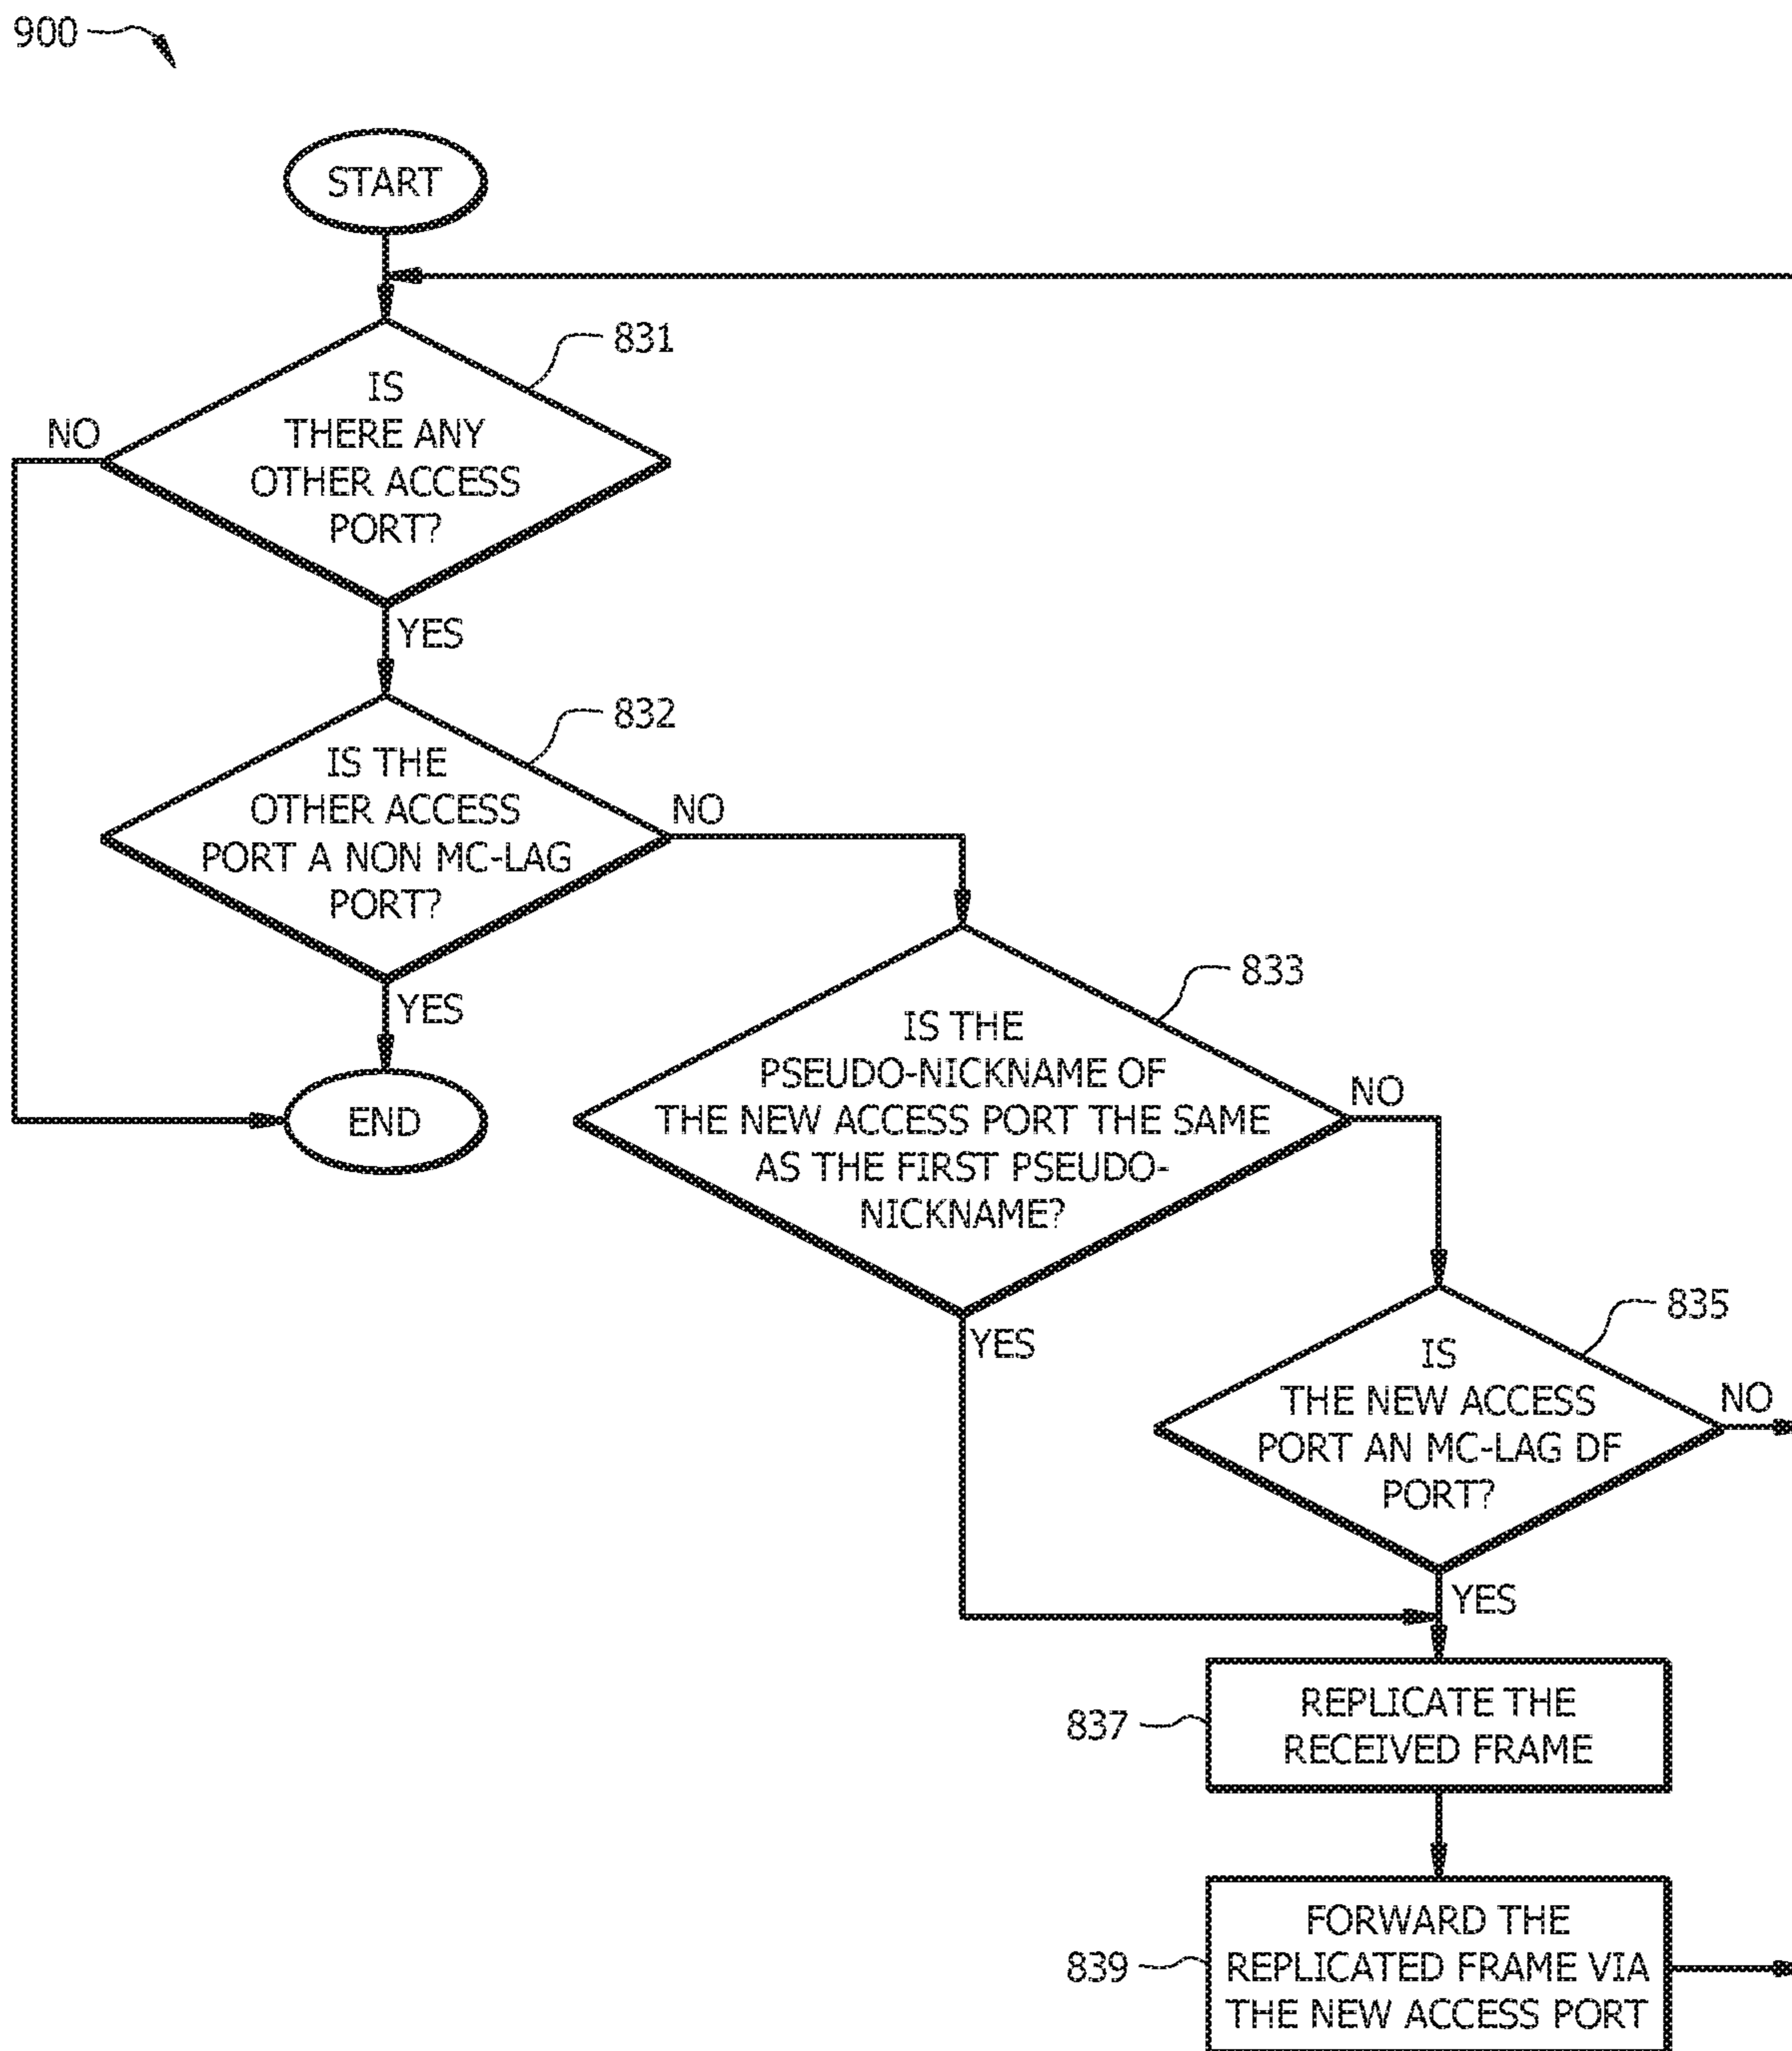 900
START
831
IS
THERE ANY
OTHER ACCESS
PORT?
NO
YES
832
IS THE
OTHER ACCESS
PORT A NON MC-LAG
PORT?
NO
YES
END
833
IS THE
PSEUDO-NICKNAME OF
THE NEW ACCESS PORT THE SAME
AS THE FIRST PSEUDO-
NICKNAME?
NO
YES
835
IS
THE NEW ACCESS
PORT AN MC-LAG DF
PORT?
NO
YES
837
REPLICATE THE
RECEIVED FRAME
839
FORWARD THE
REPLICATED FRAME VIA
THE NEW ACCESS PORT